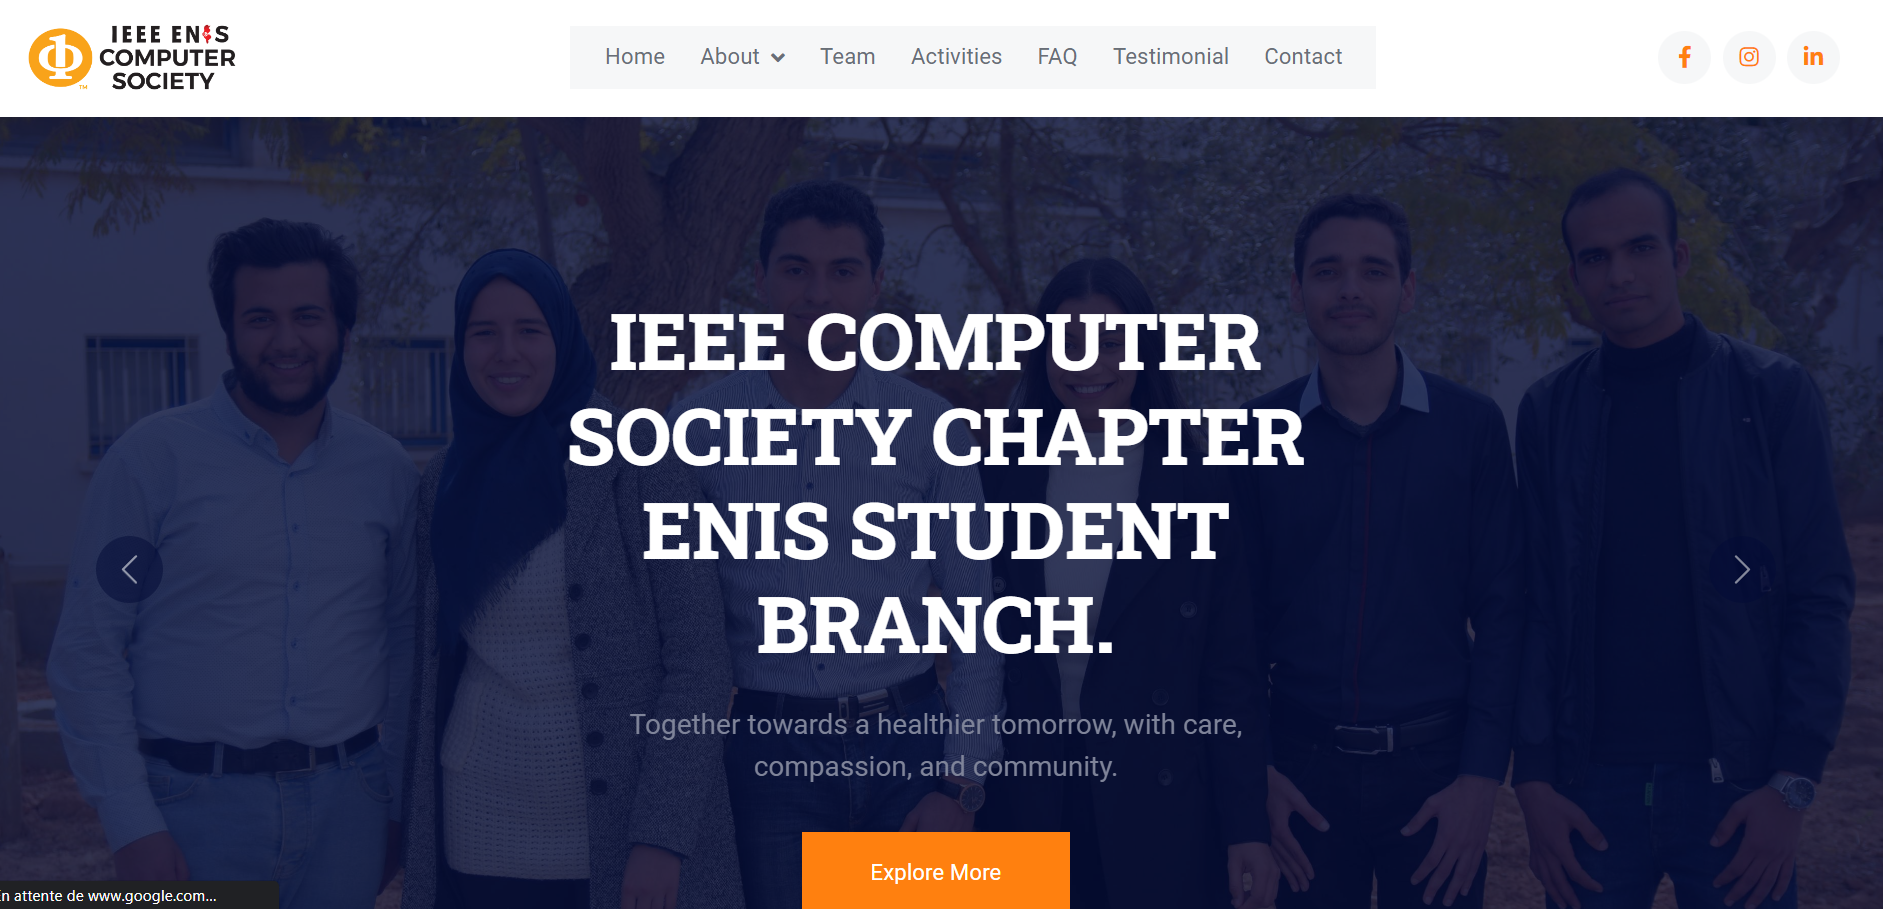 IEEE ENIS
COMPUTER
SOCIETY
TM
Home About Team Activities FAQ Testimonial Contact
IEEE COMPUTER
SOCIETY CHAPTER
ENIS STUDENT
BRANCH.
Together towards a healthier tomorrow, with care,
compassion, and community.
Explore More
n attente de www.google.com...